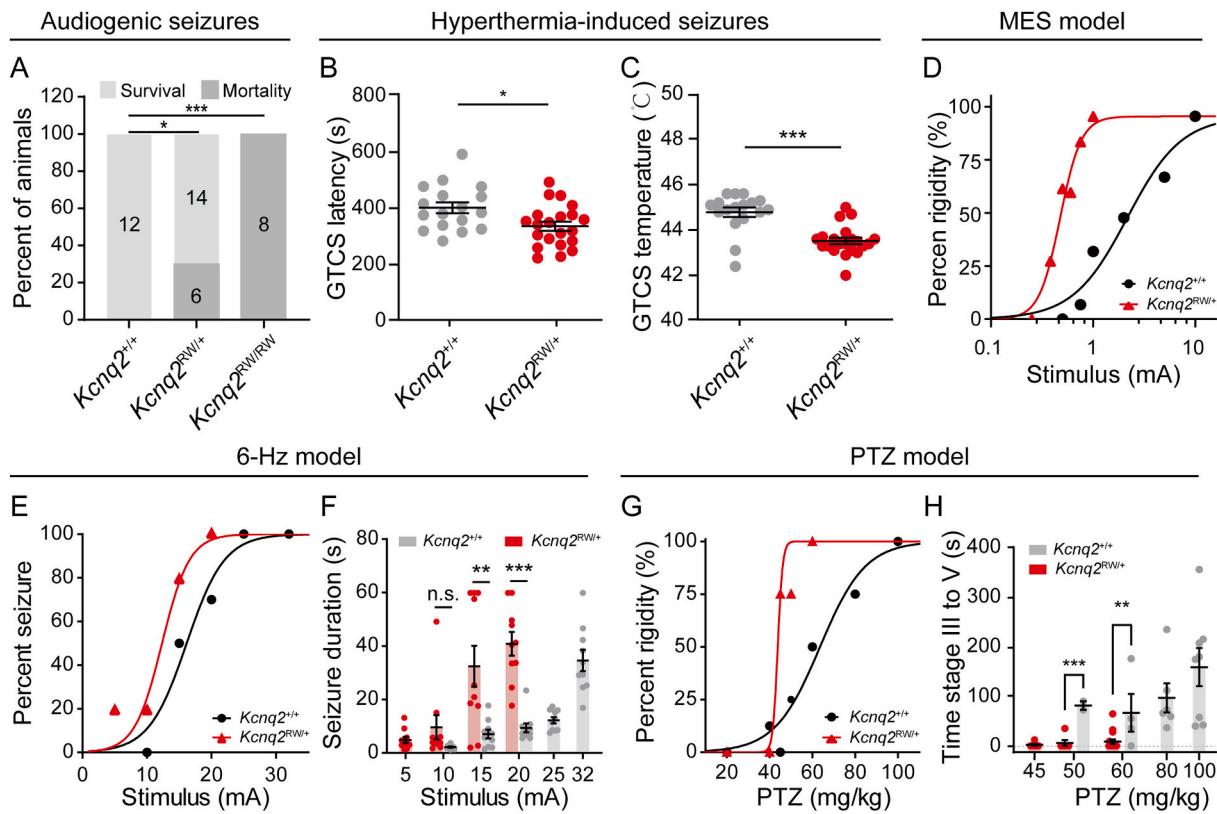 Audiogenic seizures
Hyperthermia-induced seizures
MES model
A
Survival
Mortality
***
*
120
100
80
60
40
20
0
Percent of animals
12
14
6
8
Kcnq2+/+
Kcnq2RW/+
Kcnq2RW/RW
B
800
600
400
200
0
GTCS latency (s)
*
Kcnq2+/+
Kcnq2RW/+
C
48
46
44
42
40
GTCS temperature (℃)
***
Kcnq2+/+
Kcnq2RW/+
D
100
75
50
25
0
Percen rigidity (%)
Kcnq2+/+
Kcnq2RW/+
0.1
1
10
Stimulus (mA)
6-Hz model
PTZ model
E
100
80
60
40
20
0
Percent seizure
Kcnq2+/+
Kcnq2RW/+
0
10
20
30
Stimulus (mA)
F
Kcnq2+/+
Kcnq2RW/+
80
60
40
20
0
Seizure duration (s)
n.s.
**
***
5
10
15
20
25
32
Stimulus (mA)
G
100
75
50
25
0
Percent rigidity (%)
Kcnq2+/+
Kcnq2RW/+
20
40
60
80
100
PTZ (mg/kg)
H
Kcnq2+/+
Kcnq2RW/+
400
300
200
100
0
Time stage III to V (s)
***
**
45
50
60
80
100
PTZ (mg/kg)